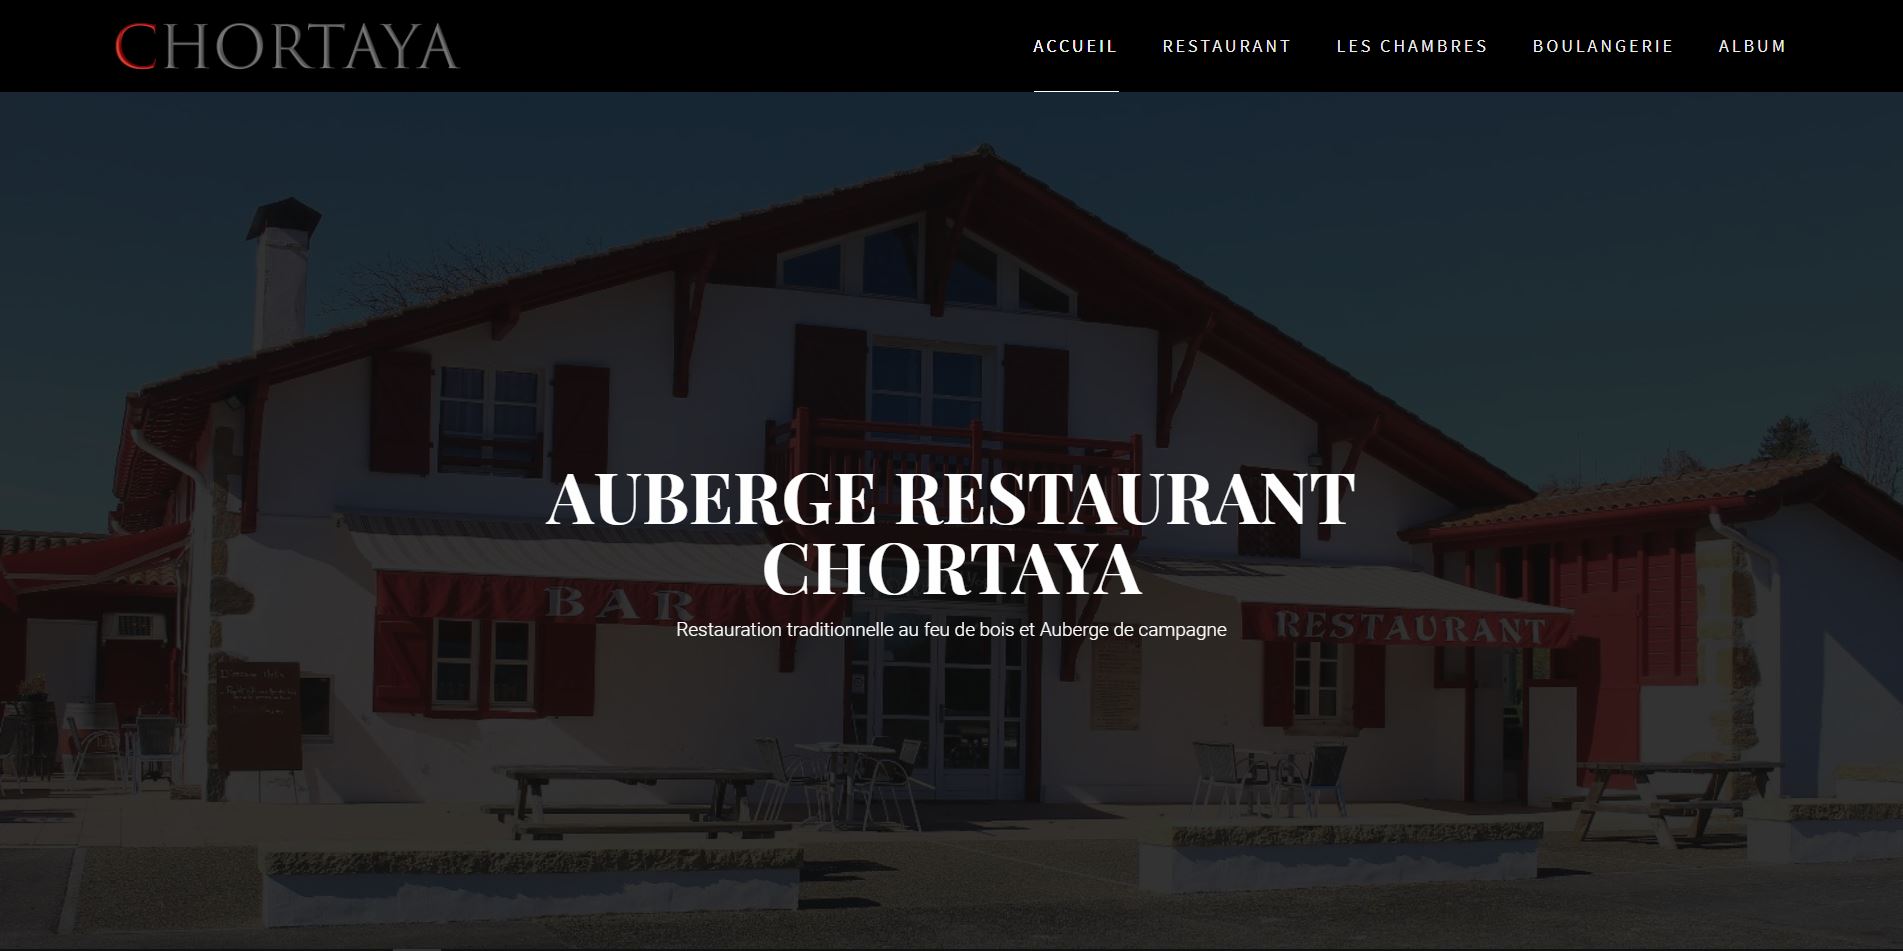 CHORTAYA
ACCUEIL RESTAURANT LES CHAMBRES BOULANGERIE ALBUM
AUBERGE RESTAURANT
CHORTAYA
Restauration traditionnelle au feu de bois et Auberge de campagne
BAR
RESTAURANT